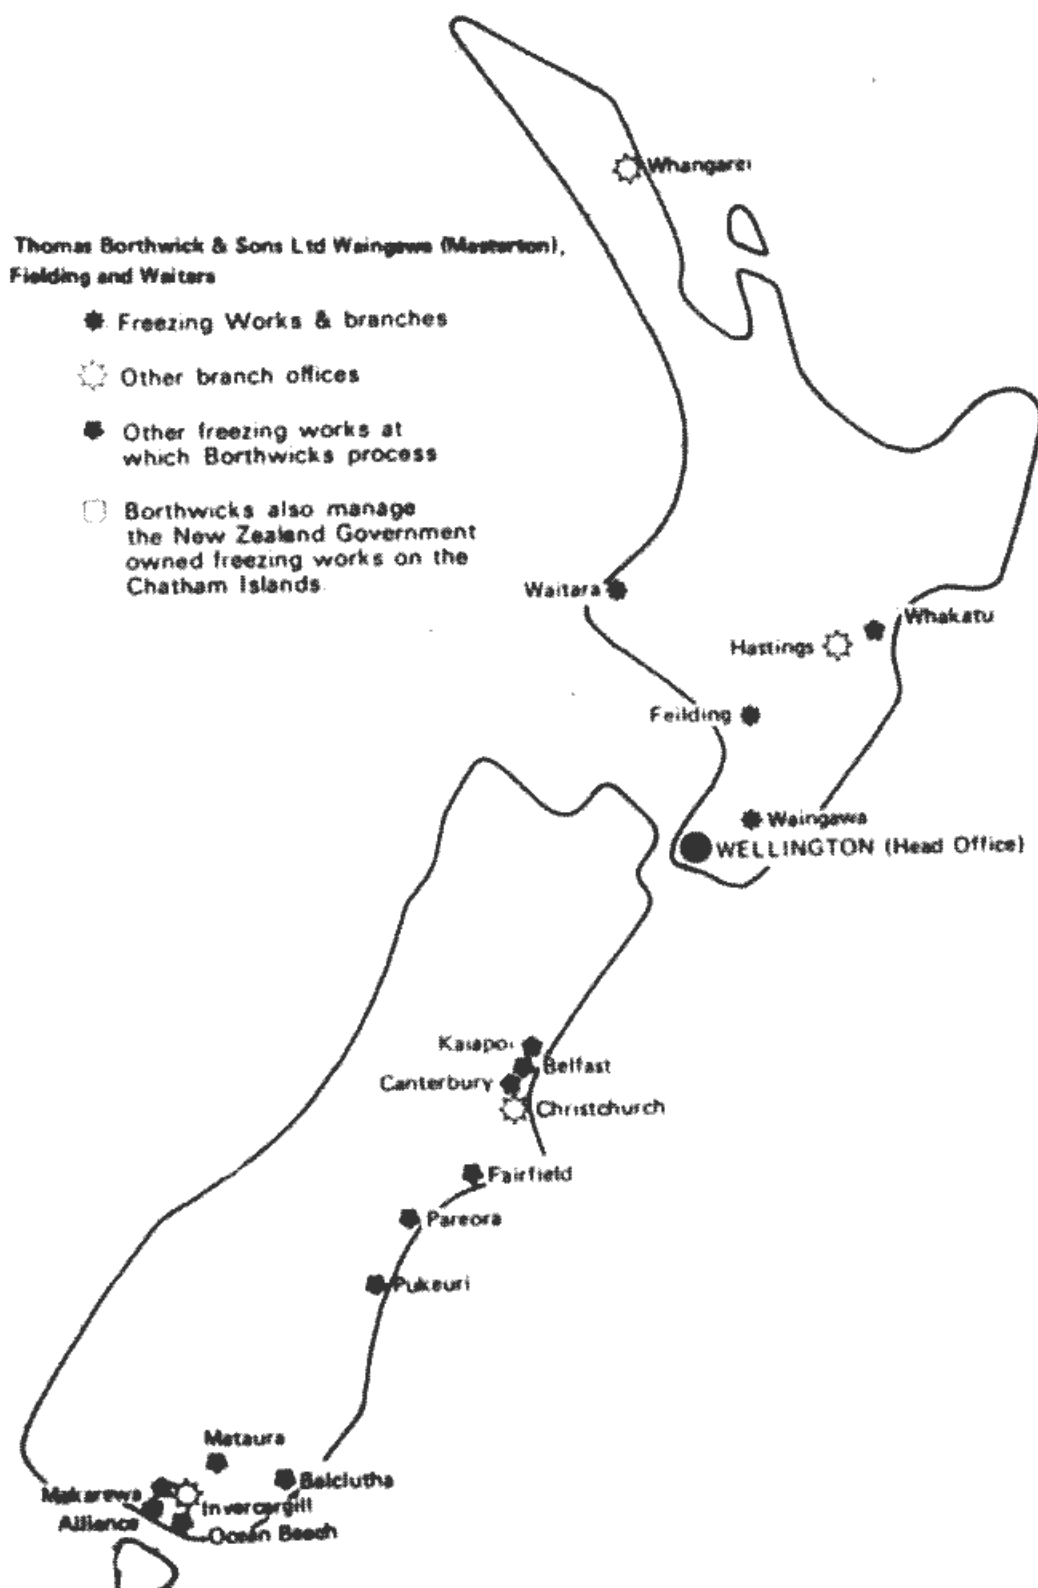 Whangarei
Thomas Borthwick & Sons Ltd Waingawa (Masterton),
Fielding and Waitara
Freezing Works & branches
Other branch offices
Other freezing works at
which Borthwicks process
Borthwicks also manage
the New Zealand Government
owned freezing works on the
Chatham Islands.
Waitara
Whakatu
Hastings
Feilding
Waingawa
WELLINGTON (Head Office)
Kaiapoi
Belfast
Canterbury
Christchurch
Fairfield
Pareora
Pukeuri
Mataura
Balclutha
Makarewa
Invercargill
Alliance
Ocean Beach